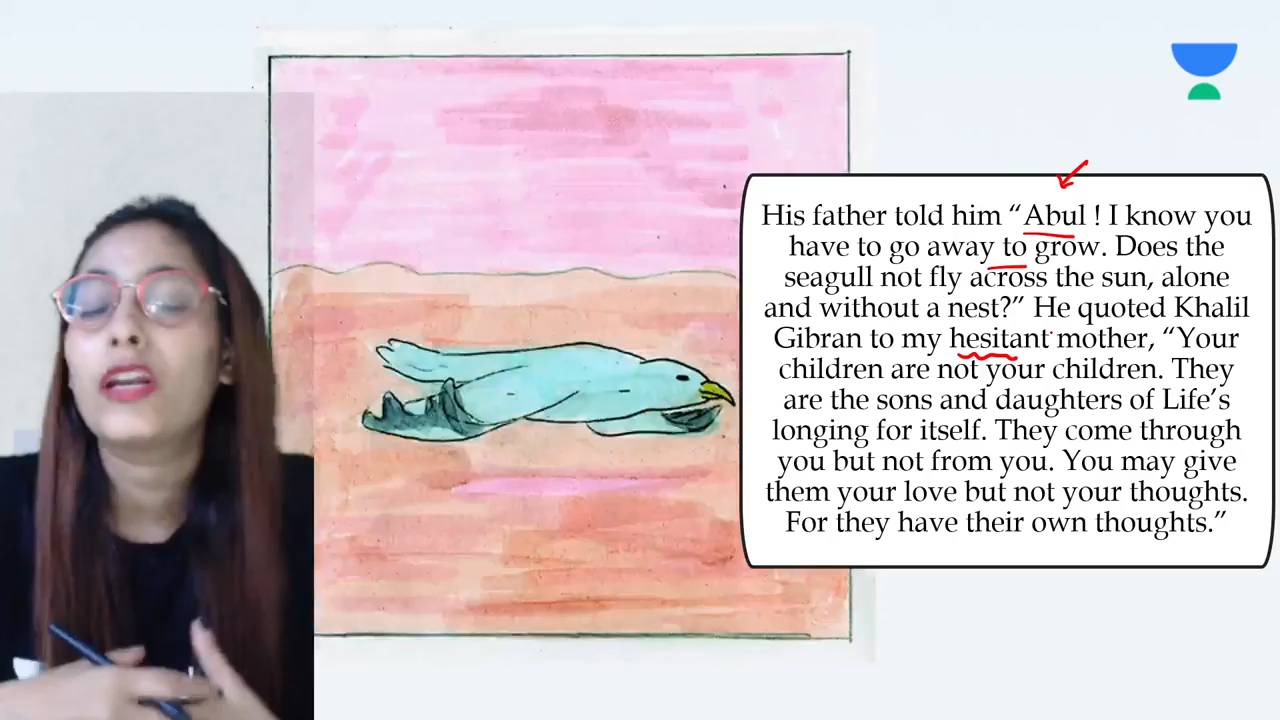 His father told him “Abul ! I know you
have to go away to grow. Does the
seagull not fly across the sun, alone
and without a nest?” He quoted Khalil
Gibran to my hesitant mother, “Your
children are not your children. They
are the sons and daughters of Life’s
longing for itself. They come through
you but not from you. You may give
them your love but not your thoughts.
For they have their own thoughts.”